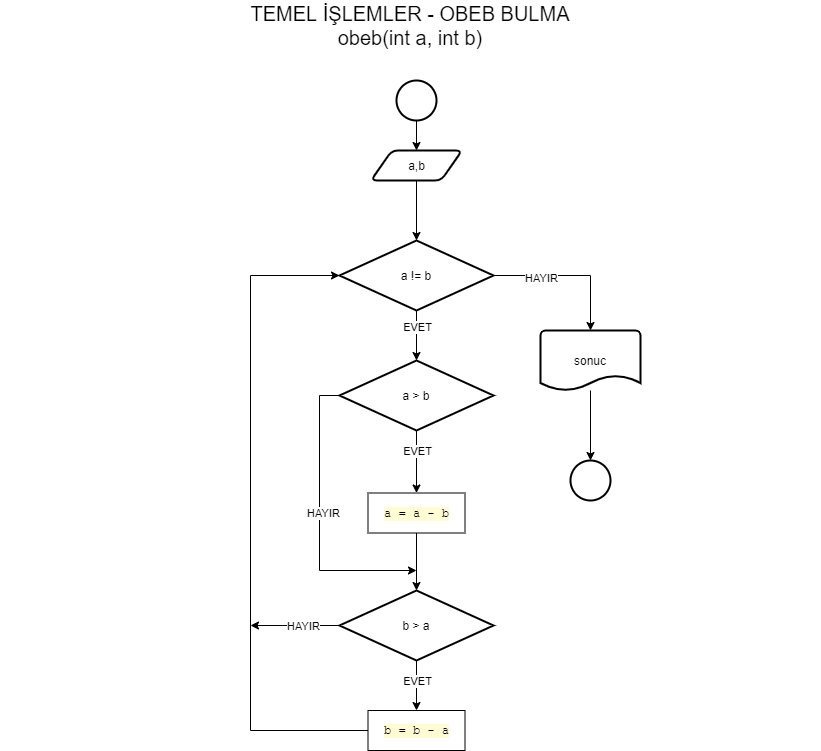 TEMEL İŞLEMLER - OBEB BULMA
obeb(int a, int b)
a,b
a != b
HAYIR
EVET
sonuc
a > b
EVET
a = a - b
HAYIR
b > a
HAYIR
EVET
b = b - a